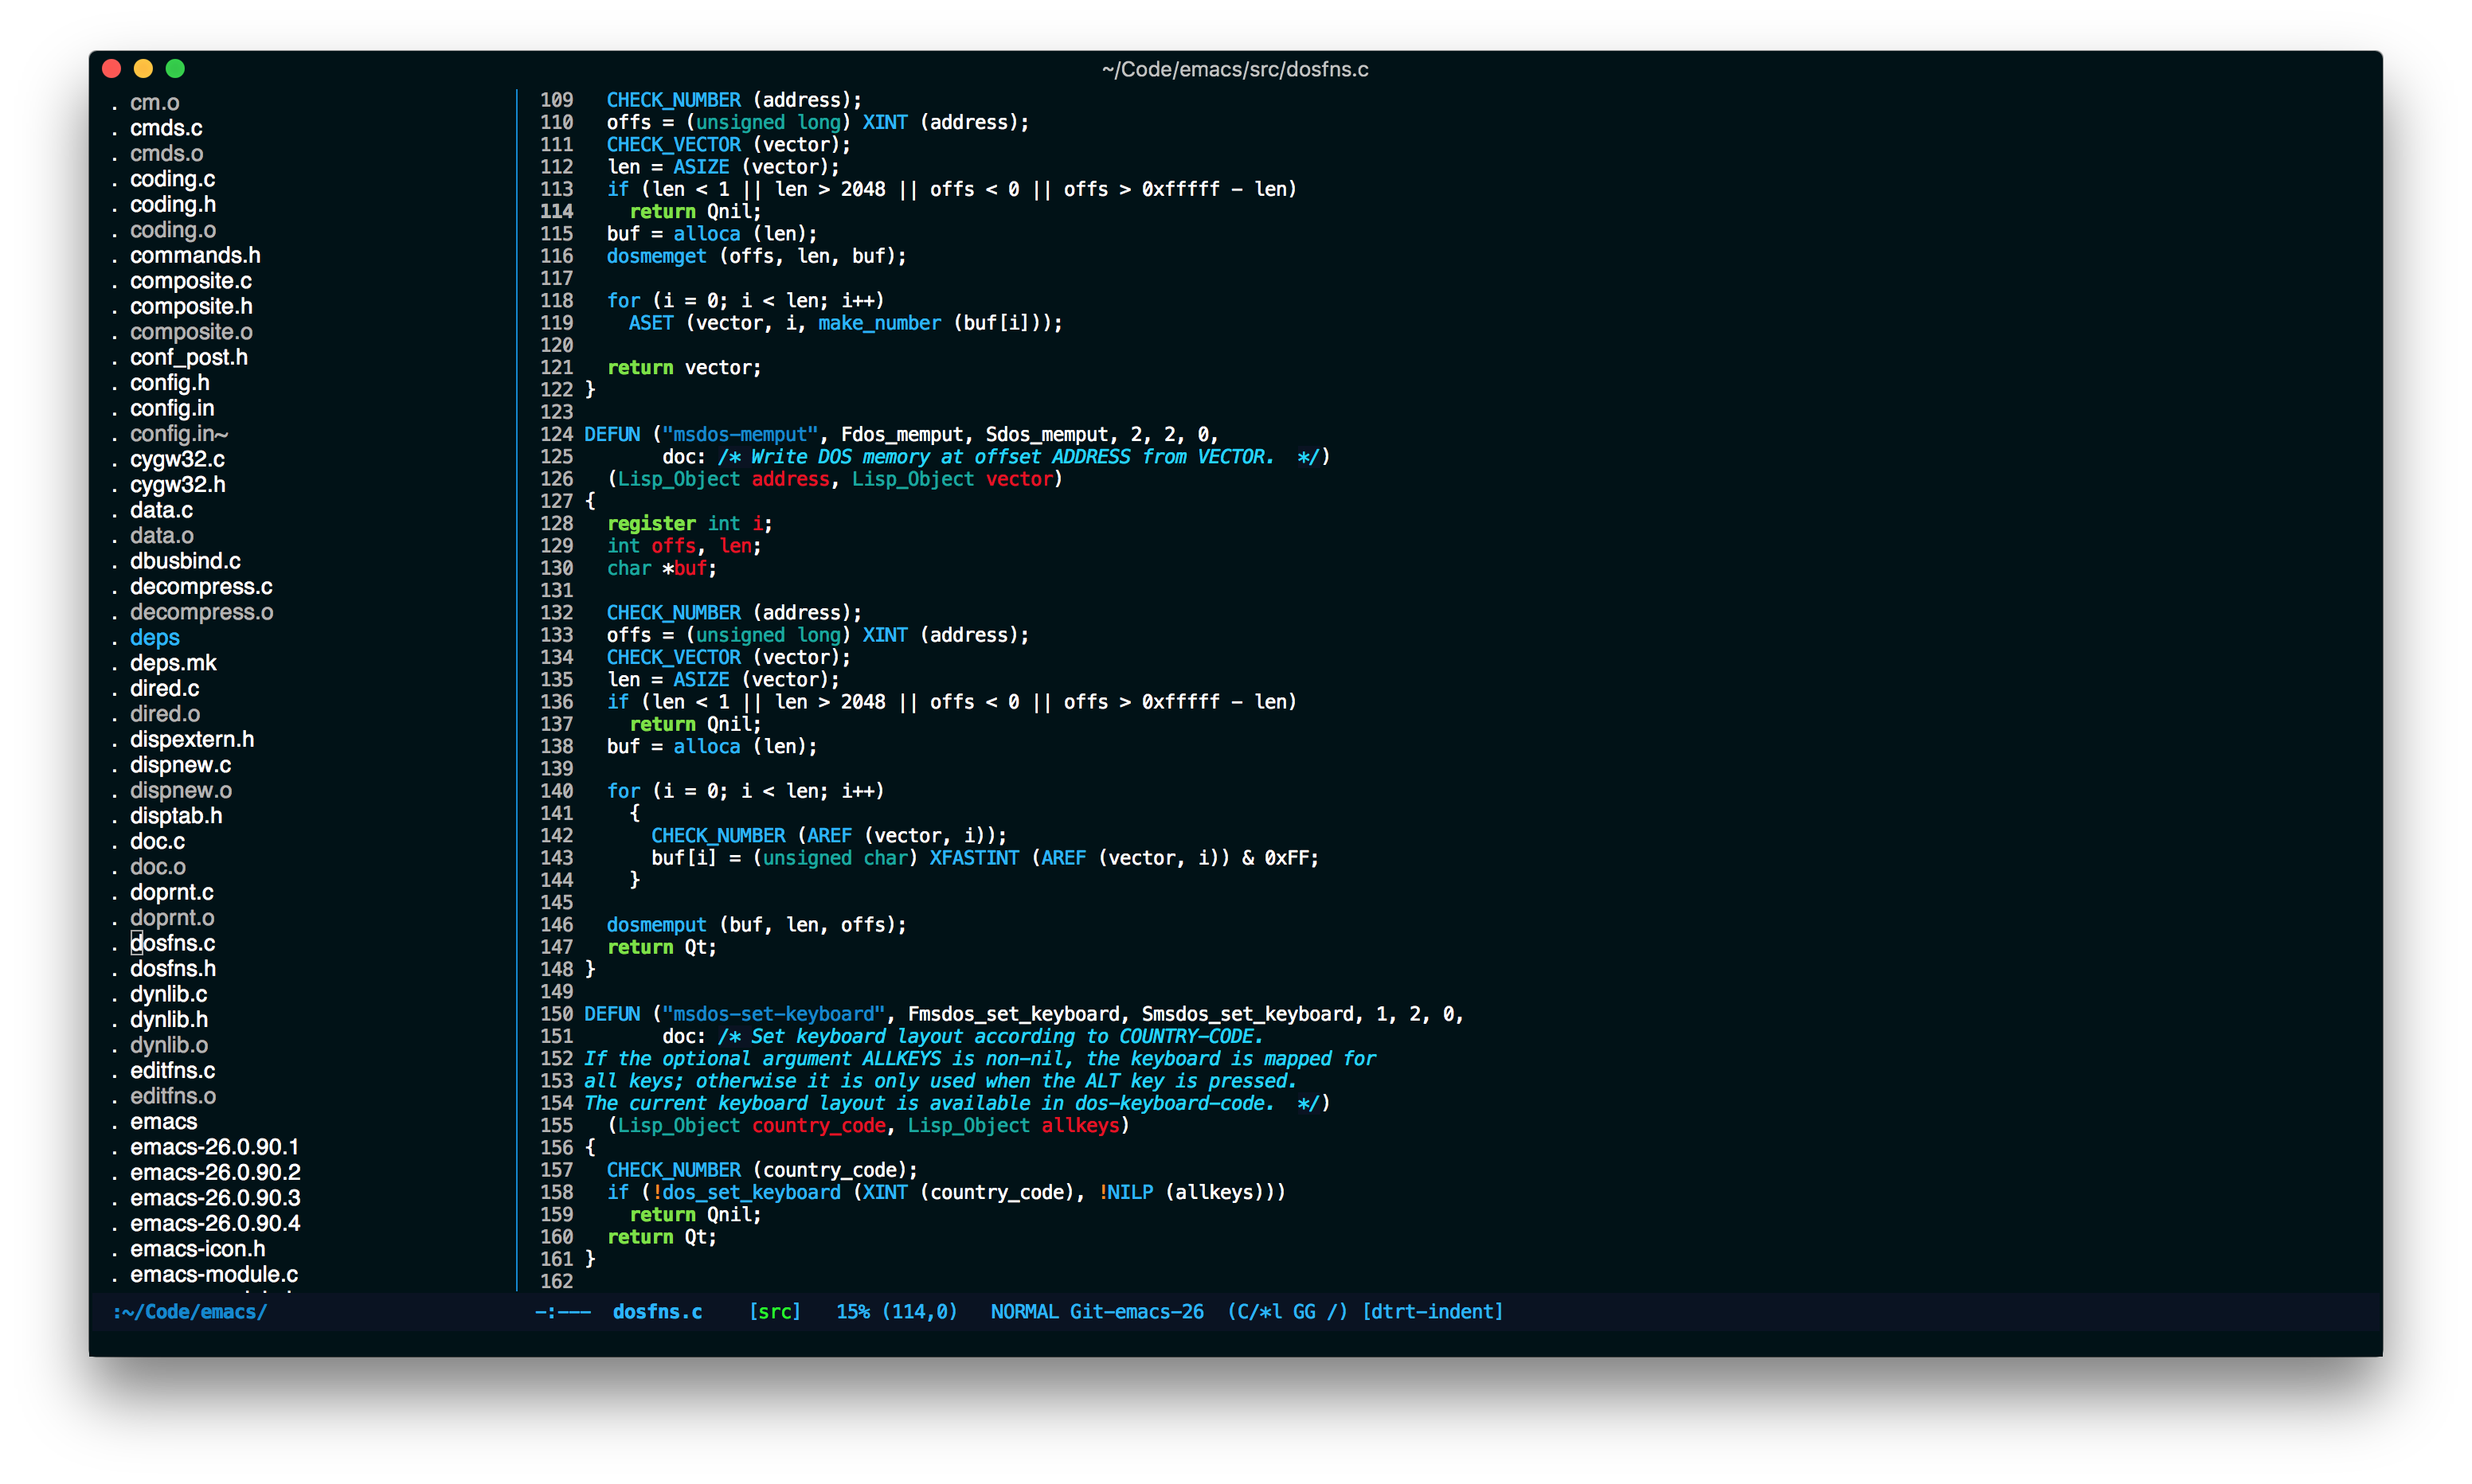 ~/Code/emacs/src/dosfns.c
. cm.o
. cmds.c
. cmds.o
. coding.c
. coding.h
. coding.o
. commands.h
. composite.c
. composite.h
. composite.o
. conf_post.h
. config.h
. config.in
. config.in~
. cygw32.c
. cygw32.h
. data.c
. data.o
. dbusbind.c
. decompress.c
. decompress.o
. deps
. deps.mk
. dired.c
. dired.o
. dispextern.h
. dispnew.c
. dispnew.o
. disptab.h
. doc.c
. doc.o
. doprnt.c
. doprnt.o
. dosfns.c
. dosfns.h
. dynlib.c
. dynlib.h
. dynlib.o
. editfns.c
. editfns.o
. emacs
. emacs-26.0.90.1
. emacs-26.0.90.2
. emacs-26.0.90.3
. emacs-26.0.90.4
. emacs-icon.h
. emacs-module.c
109   CHECK_NUMBER (address);
110   offs = (unsigned long) XINT (address);
111   CHECK_VECTOR (vector);
112   len = ASIZE (vector);
113   if (len < 1 || len > 2048 || offs < 0 || offs > 0xfffff - len)
114     return Qnil;
115   buf = alloca (len);
116   dosmemget (offs, len, buf);
117
118   for (i = 0; i < len; i++)
119     ASET (vector, i, make_number (buf[i]));
120
121   return vector;
122 }
123
124 DEFUN ("msdos-memput", Fdos_memput, Sdos_memput, 2, 2, 0,
125        doc: /* Write DOS memory at offset ADDRESS from VECTOR.  */)
126   (Lisp_Object address, Lisp_Object vector)
127 {
128   register int i;
129   int offs, len;
130   char *buf;
131
132   CHECK_NUMBER (address);
133   offs = (unsigned long) XINT (address);
134   CHECK_VECTOR (vector);
135   len = ASIZE (vector);
136   if (len < 1 || len > 2048 || offs < 0 || offs > 0xfffff - len)
137     return Qnil;
138   buf = alloca (len);
139
140   for (i = 0; i < len; i++)
141     {
142       CHECK_NUMBER (AREF (vector, i));
143       buf[i] = (unsigned char) XFASTINT (AREF (vector, i)) & 0xFF;
144     }
145
146   dosmemput (buf, len, offs);
147   return Qt;
148 }
149
150 DEFUN ("msdos-set-keyboard", Fmsdos_set_keyboard, Smsdos_set_keyboard, 1, 2, 0,
151        doc: /* Set keyboard layout according to COUNTRY-CODE.
152 If the optional argument ALLKEYS is non-nil, the keyboard is mapped for
153 all keys; otherwise it is only used when the ALT key is pressed.
154 The current keyboard layout is available in dos-keyboard-code.  */)
155   (Lisp_Object country_code, Lisp_Object allkeys)
156 {
157   CHECK_NUMBER (country_code);
158   if (!dos_set_keyboard (XINT (country_code), !NILP (allkeys)))
159     return Qnil;
160   return Qt;
161 }
162
:~/Code/emacs/
-:---  dosfns.c    [src]   15% (114,0)   NORMAL Git-emacs-26  (C/*l GG /) [dtrt-indent]